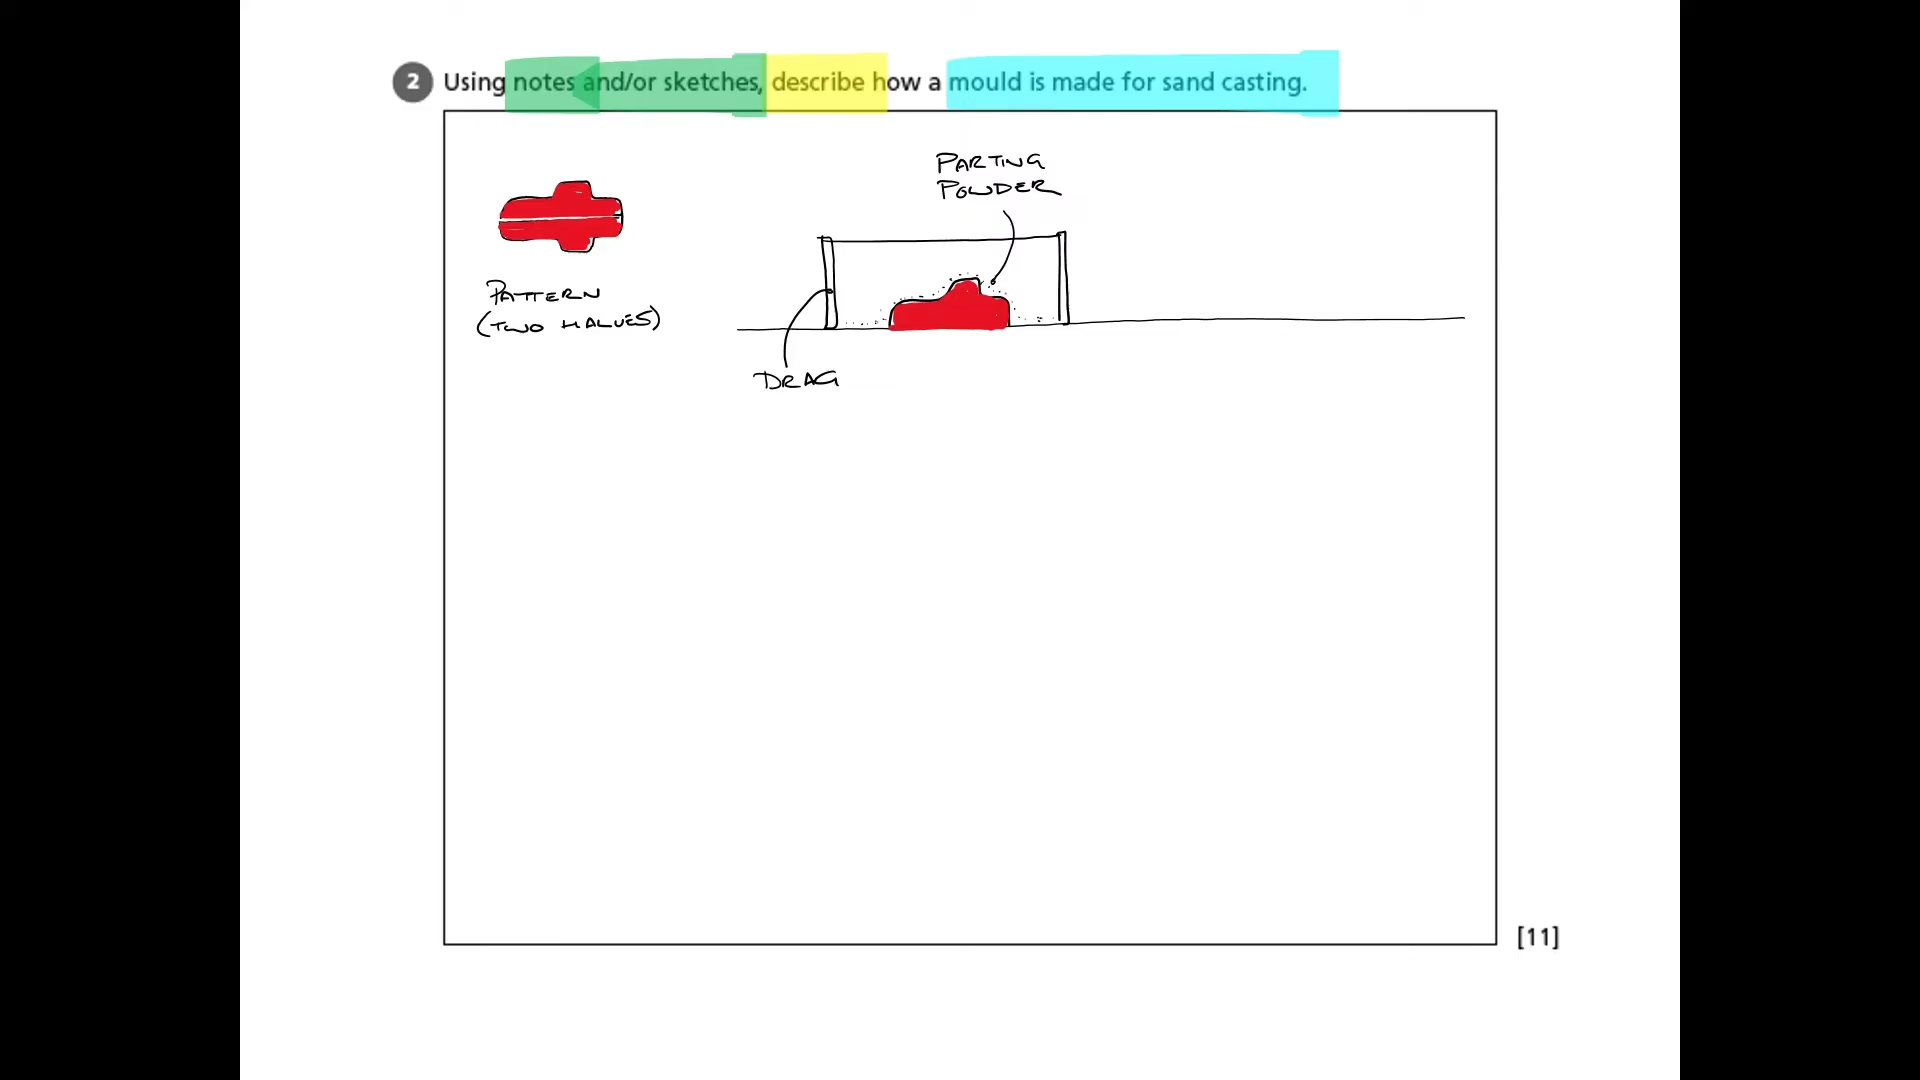 2 Using notes and/or sketches, describe how a mould is made for sand casting.
PARTING
POWDER
PATTERN
(TWO HALVES)
DRAG
[11]